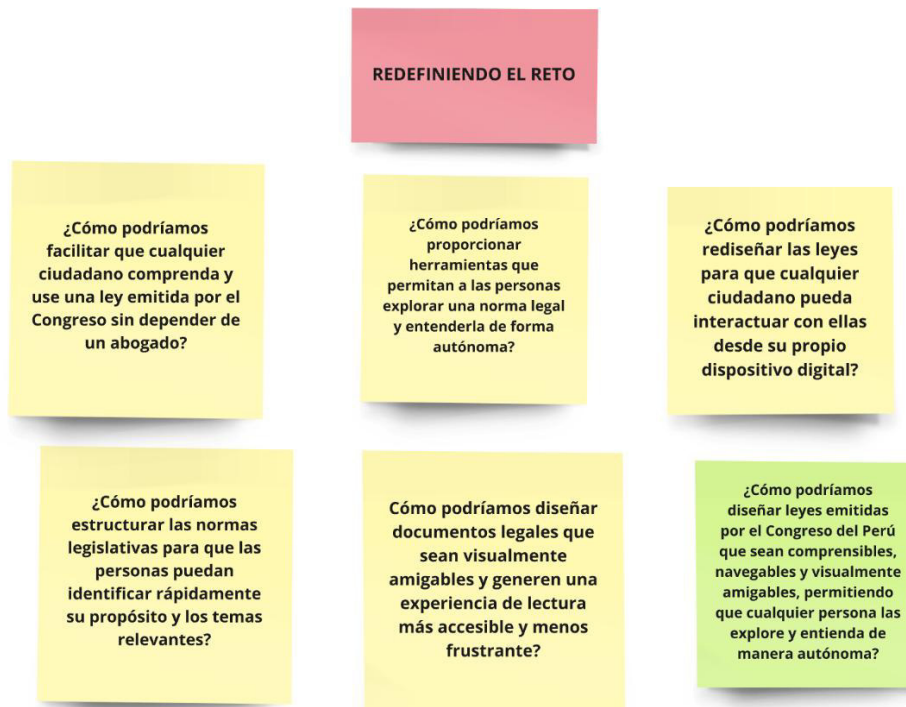 REDEFINIENDO EL RETO
¿Cómo podríamos
facilitar que cualquier
ciudadano comprenda y
use una ley emitida por el
Congreso sin depender de
un abogado?
¿Cómo podríamos
proporcionar
herramientas que
permitan a las personas
explorar una norma legal
y entenderla de forma
autónoma?
¿Cómo podríamos
rediseñar las leyes
para que cualquier
ciudadano pueda
interactuar con ellas
desde su propio
dispositivo digital?
¿Cómo podríamos
estructurar las normas
legislativas para que las
personas puedan
identificar rápidamente
su propósito y los temas
relevantes?
Cómo podríamos diseñar
documentos legales que
sean visualmente
amigables y generen una
experiencia de lectura
más accesible y menos
frustrante?
¿Cómo podríamos
diseñar leyes emitidas
por el Congreso del Perú
que sean comprensibles,
navegables y visualmente
amigables, permitiendo
que cualquier persona las
explore y entienda de
manera autónoma?